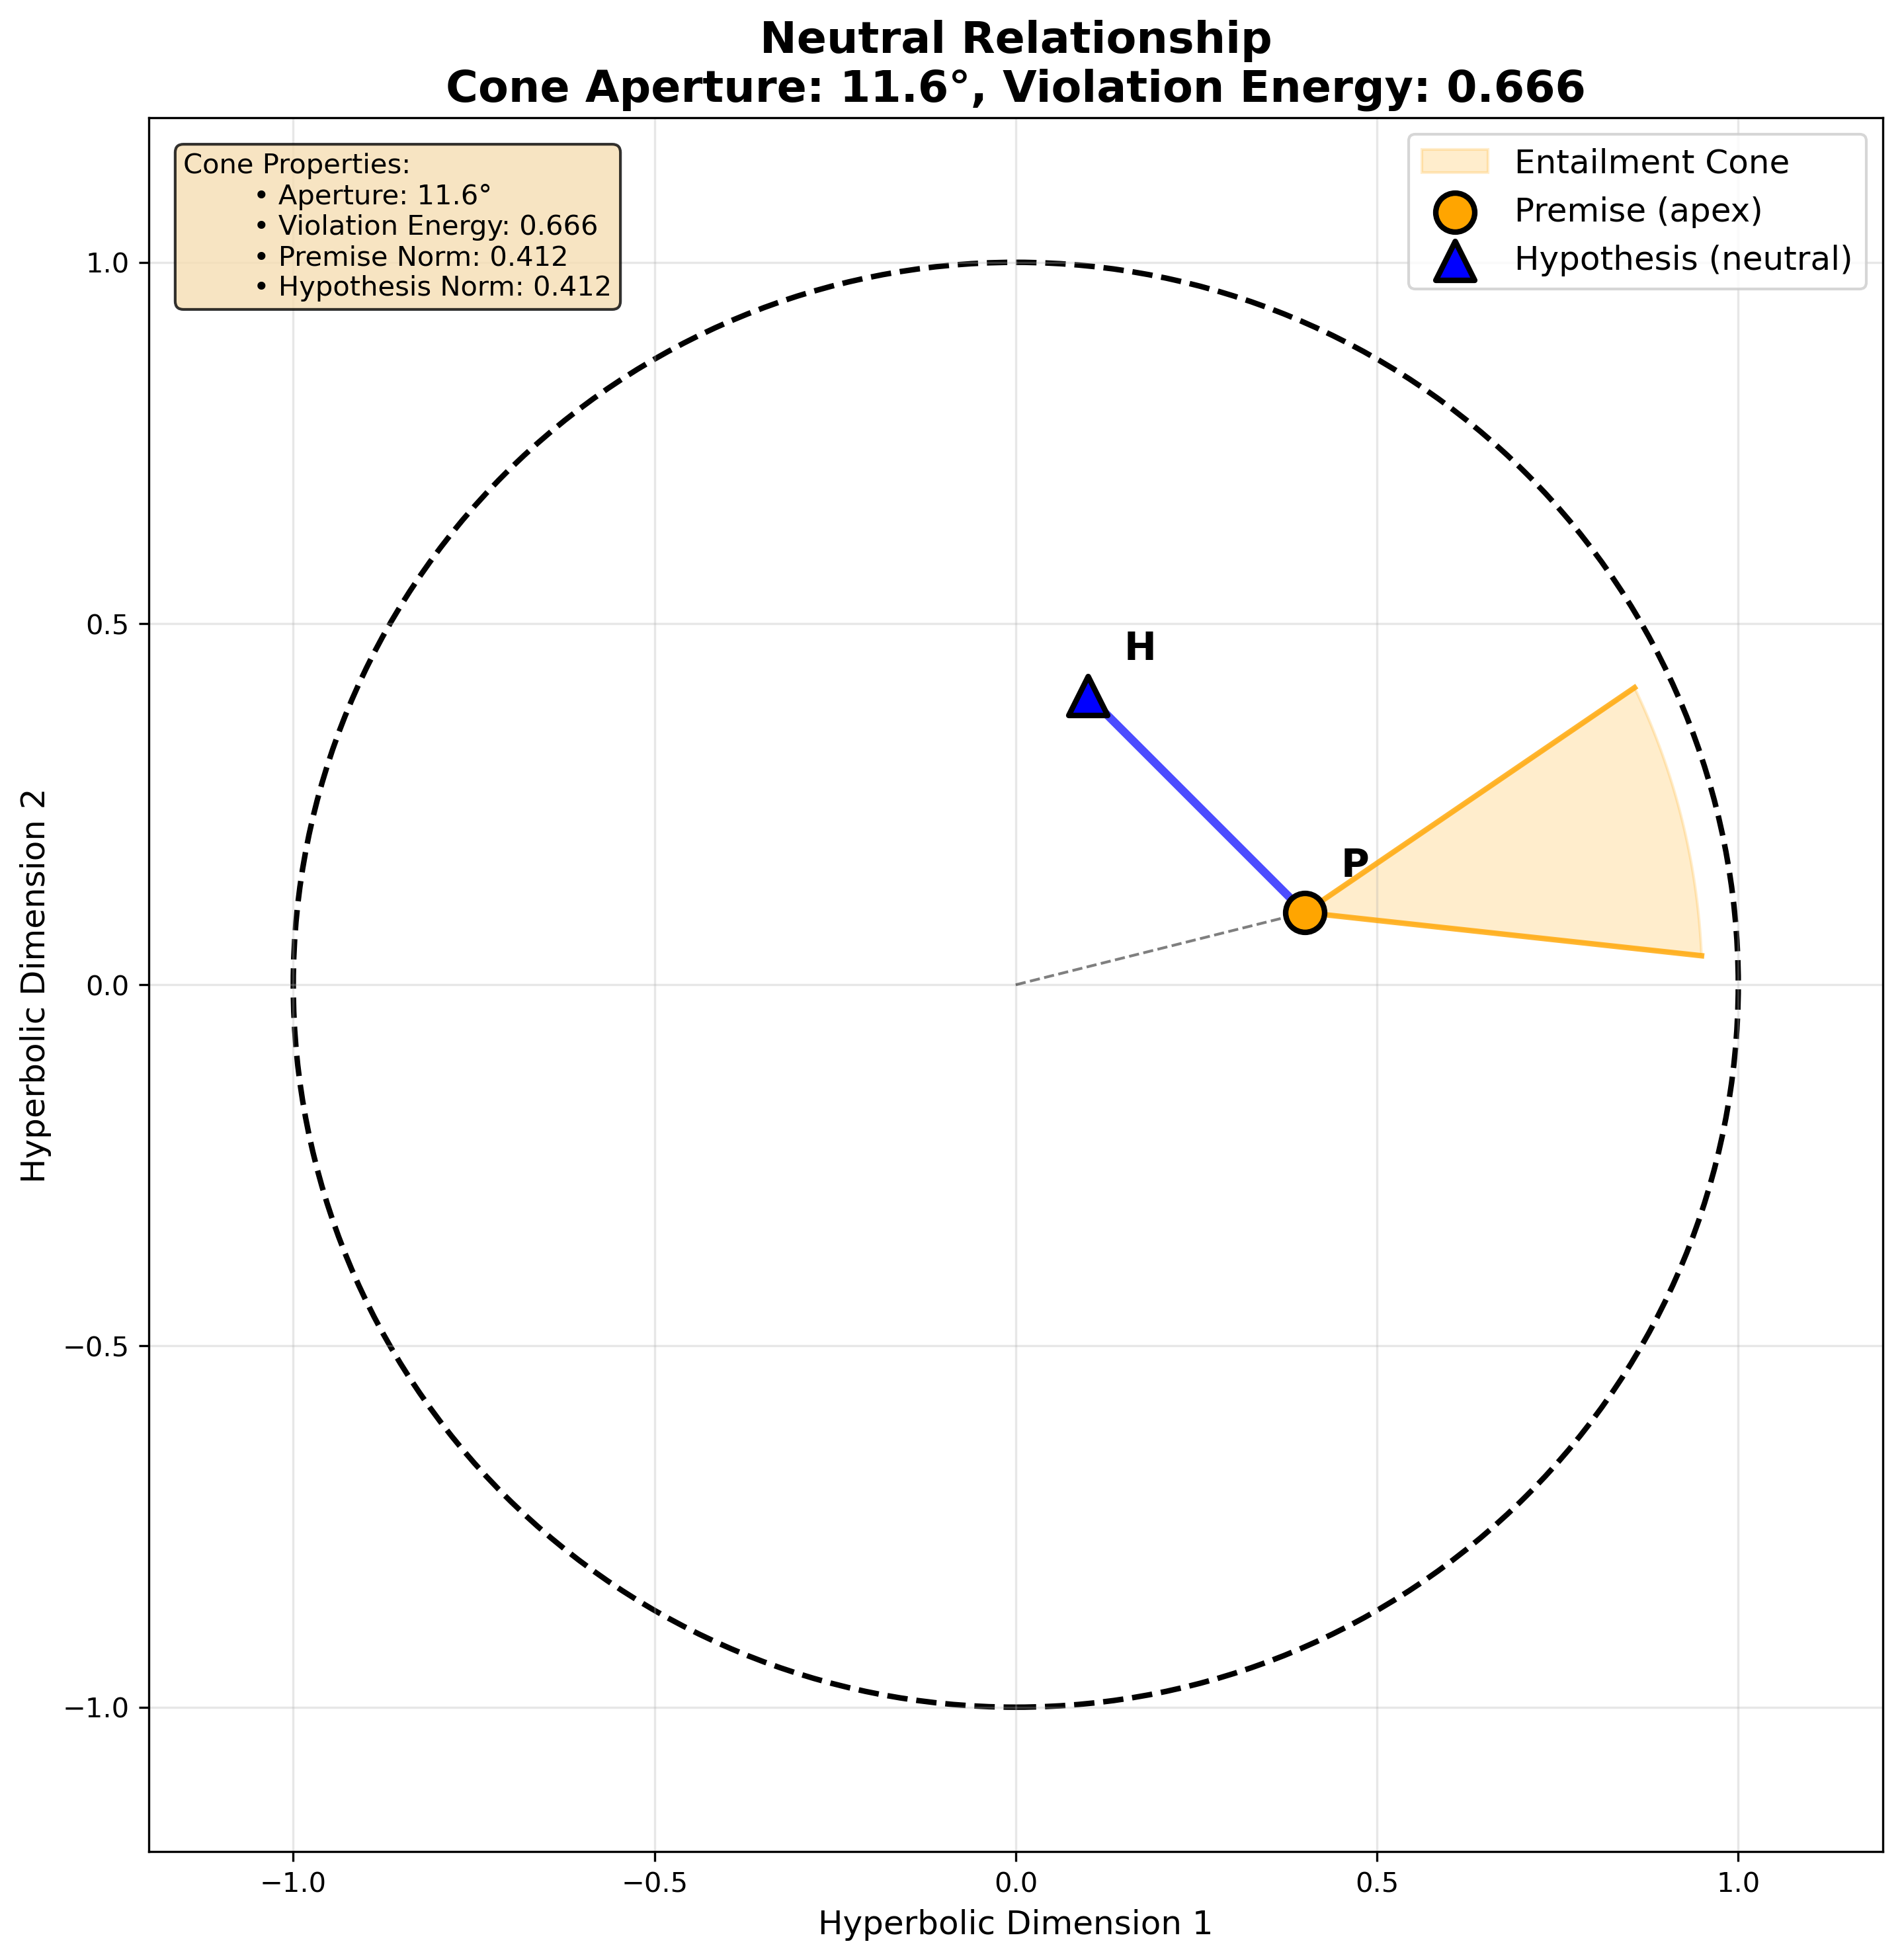 Neutral Relationship
Cone Aperture: 11.6°, Violation Energy: 0.666
Cone Properties:
• Aperture: 11.6°
• Violation Energy: 0.666
• Premise Norm: 0.412
• Hypothesis Norm: 0.412
Entailment Cone
Premise (apex)
Hypothesis (neutral)
H
P
Hyperbolic Dimension 2
1.0
0.5
0.0
−0.5
−1.0
−1.0
−0.5
0.0
0.5
1.0
Hyperbolic Dimension 1